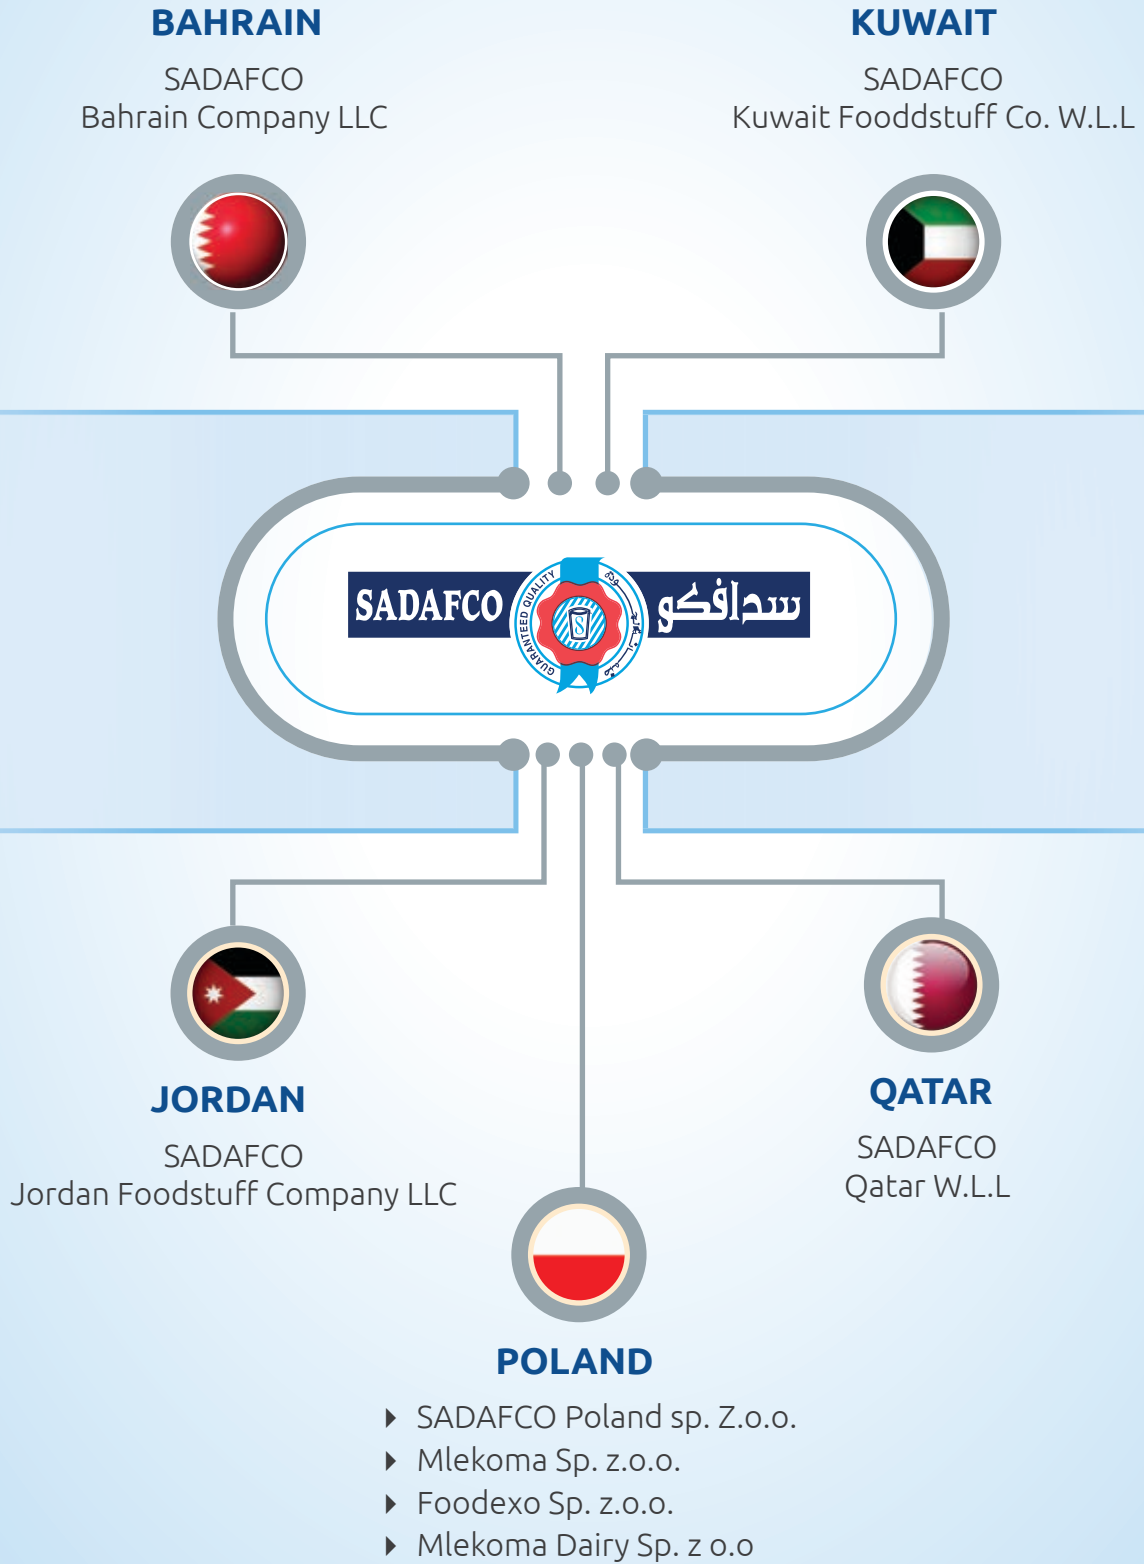 BAHRAIN
SADAFCO
Bahrain Company LLC
KUWAIT
SADAFCO
Kuwait Fooddstuff Co. W.L.L
SADAFCO
GUARANTEED QUALITY
سدافكو
JORDAN
SADAFCO
Jordan Foodstuff Company LLC
QATAR
SADAFCO
Qatar W.L.L
POLAND
SADAFCO Poland sp. Z.o.o.
Mlekoma Sp. z.o.o.
Foodexo Sp. z.o.o.
Mlekoma Dairy Sp. z o.o